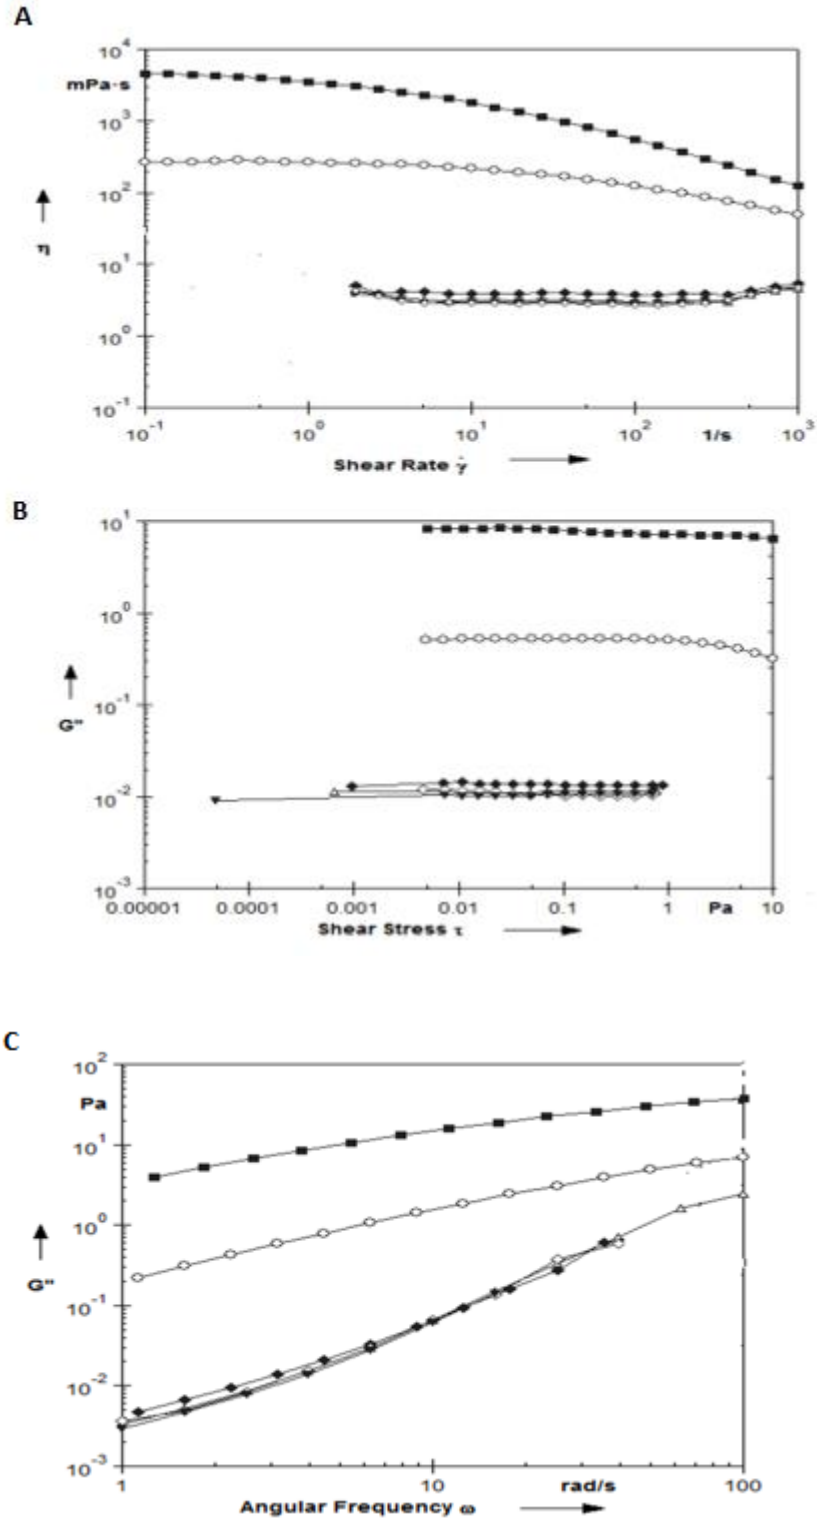 A
10^4
mPa·s
10^3
10^2
η
10^1
10^0
10^-1
10^-1 10^0 10^1 10^2 1/s 10^3
Shear Rate γ̇
B
10^1
10^0
10^-1
G"
10^-2
10^-3
0.00001 0.0001 0.001 0.01 0.1 1 Pa 10
Shear Stress τ
C
10^2
Pa
10^1
10^0
G"
10^-1
10^-2
10^-3
1 10 rad/s 100
Angular Frequency ω